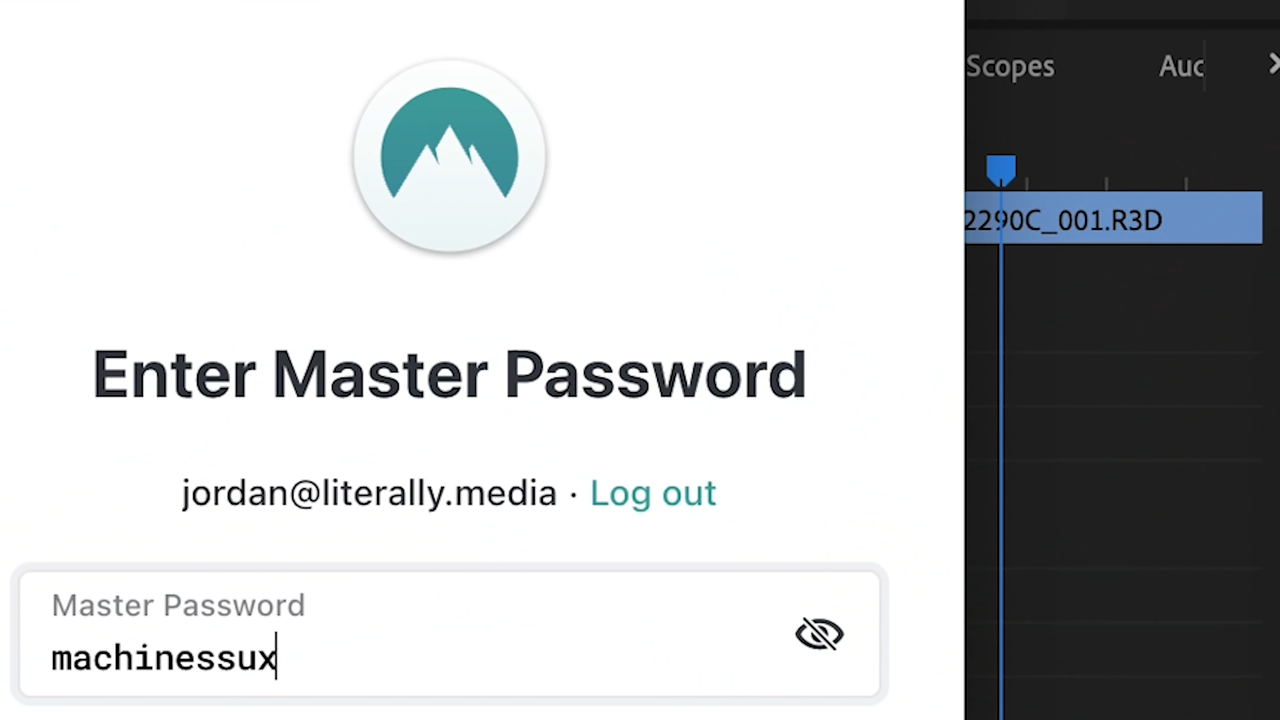 Scopes
Auc
2290C_001.R3D
Enter Master Password
jordan@literally.media · Log out
Master Password
machinessux